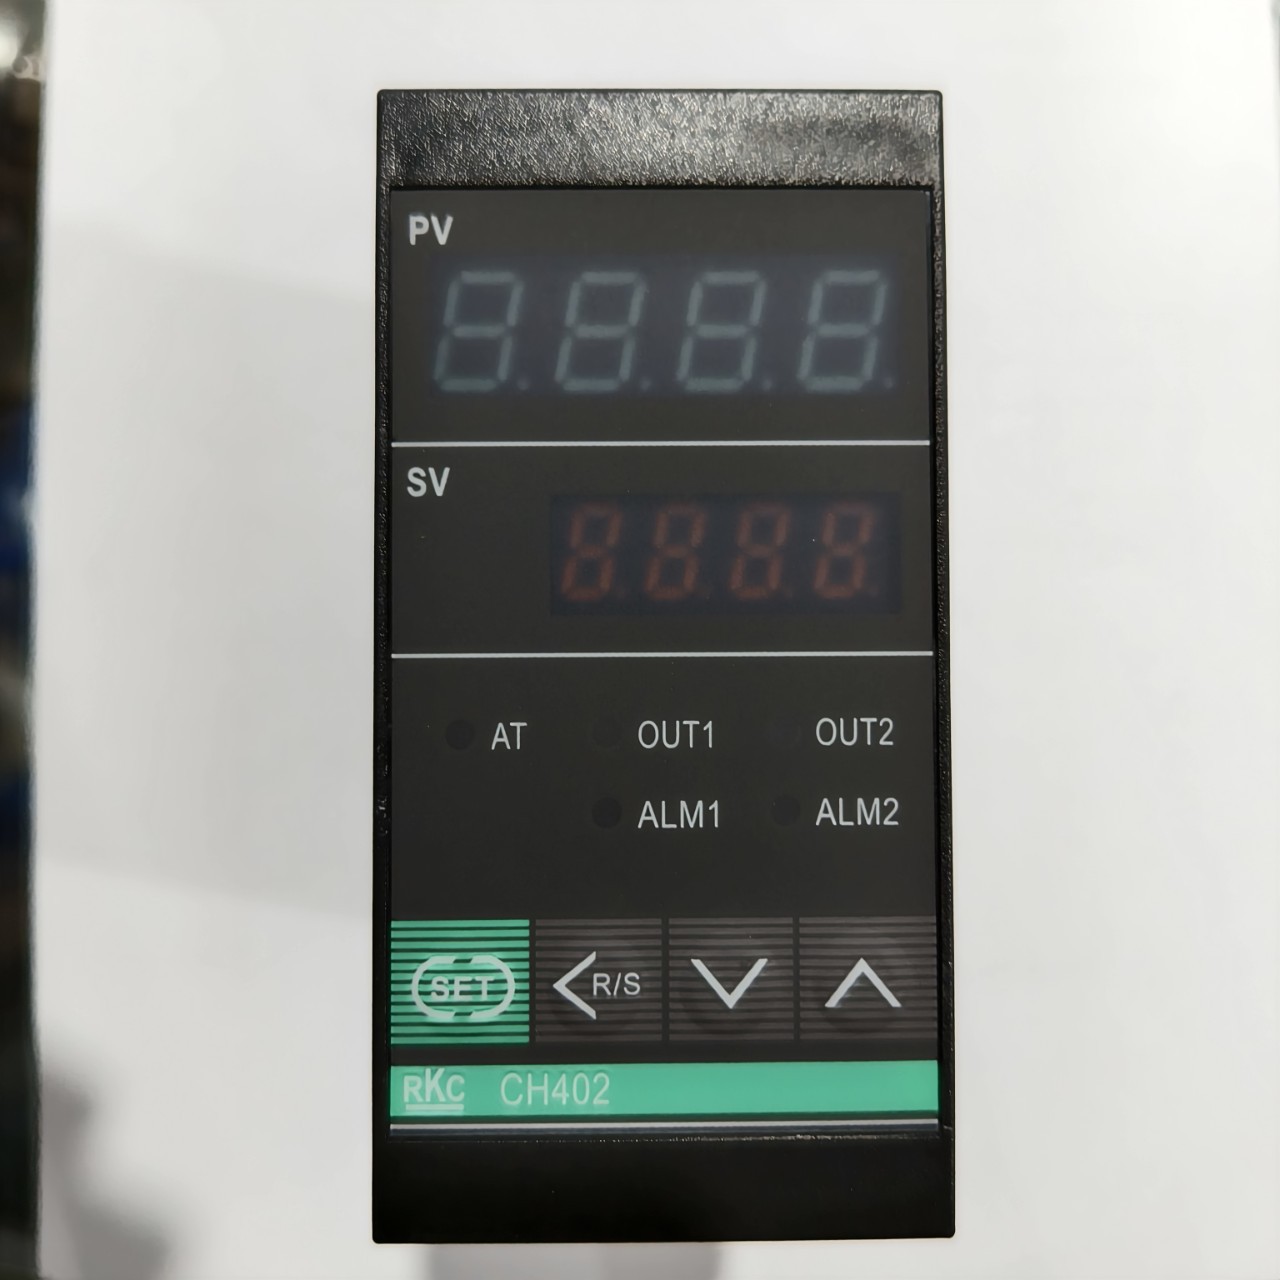 PV
SV
AT OUT1 OUT2
ALM1 ALM2
SET R/S
RKC CH402